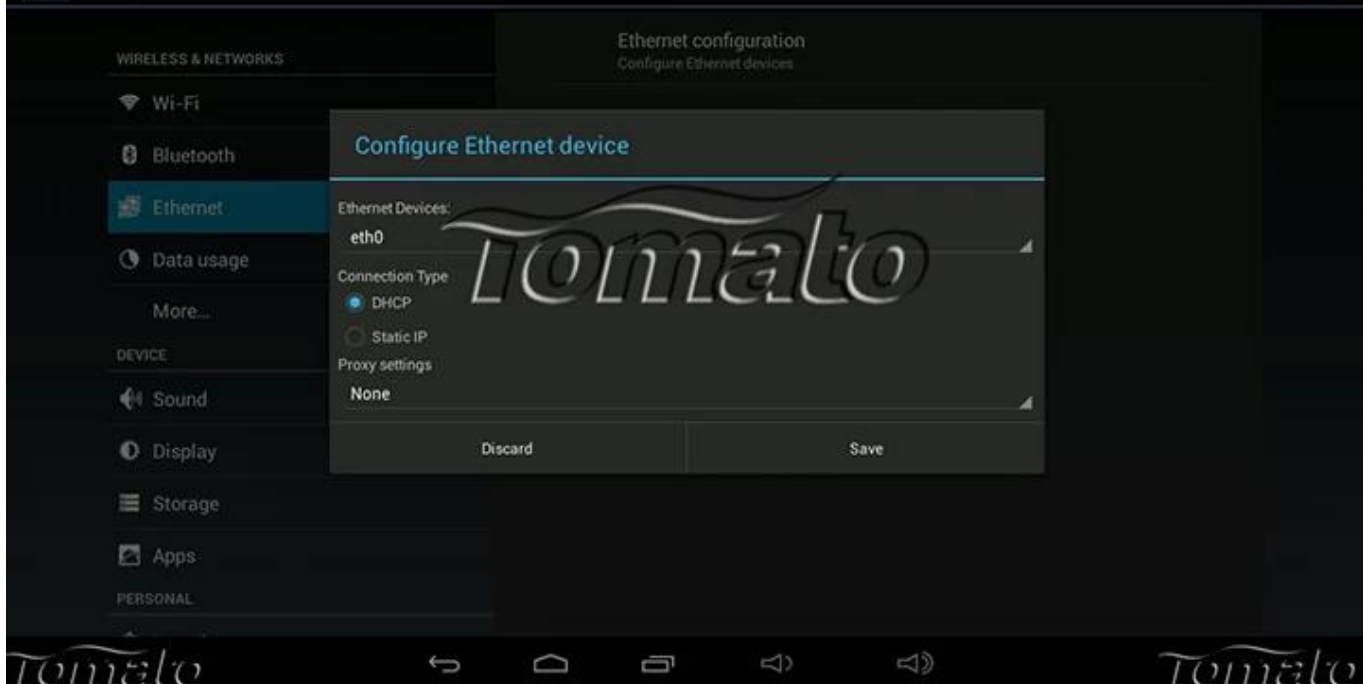 WIRELESS & NETWORKS
Wi-Fi
Bluetooth
Ethernet
Data usage
More...
DEVICE
Sound
Display
Storage
Apps
PERSONAL
Ethernet configuration
Configure Ethernet devices
Configure Ethernet device
Ethernet Devices:
eth0
Connection Type
DHCP
Static IP
Proxy settings
None
Discard
Save
Tomato
Tomato
Tomato